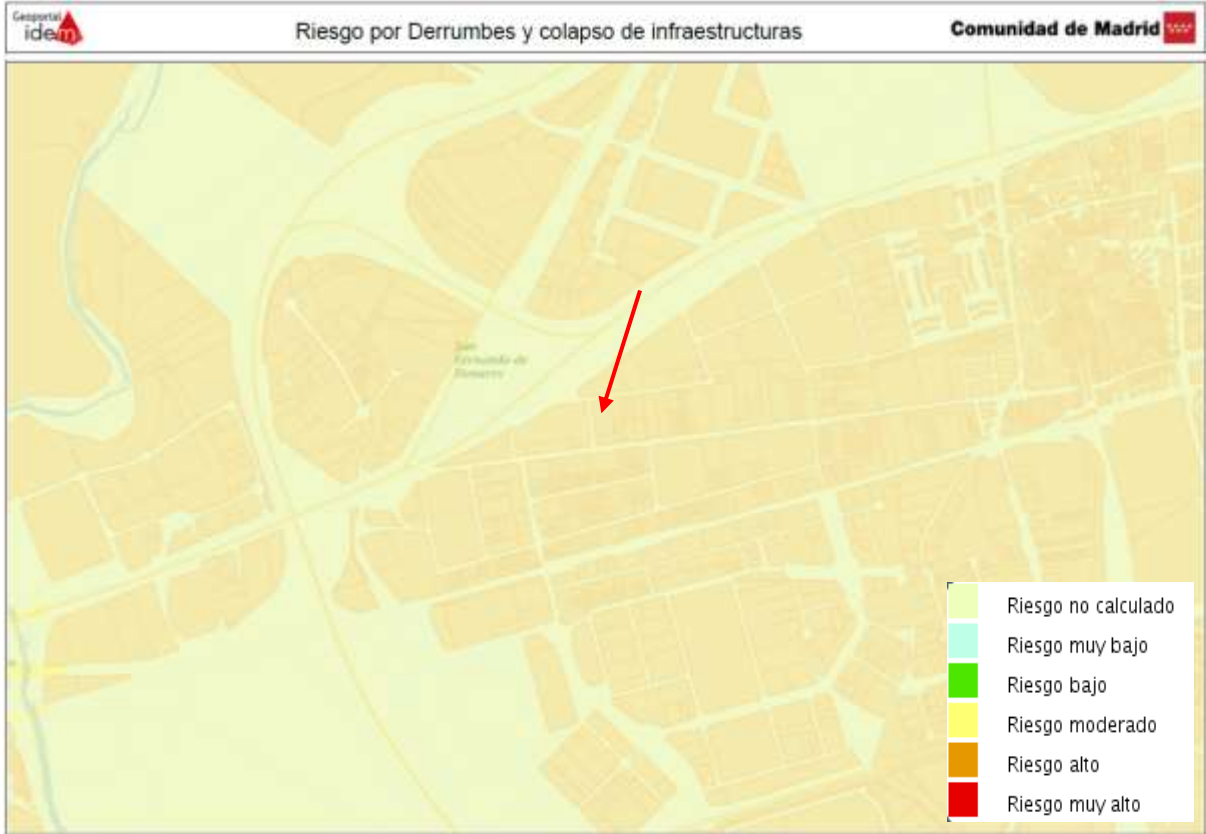 Geoportal
idem
Riesgo por Derrumbes y colapso de infraestructuras
Comunidad de Madrid
San
Fernando de
Henares
Riesgo no calculado
Riesgo muy bajo
Riesgo bajo
Riesgo moderado
Riesgo alto
Riesgo muy alto